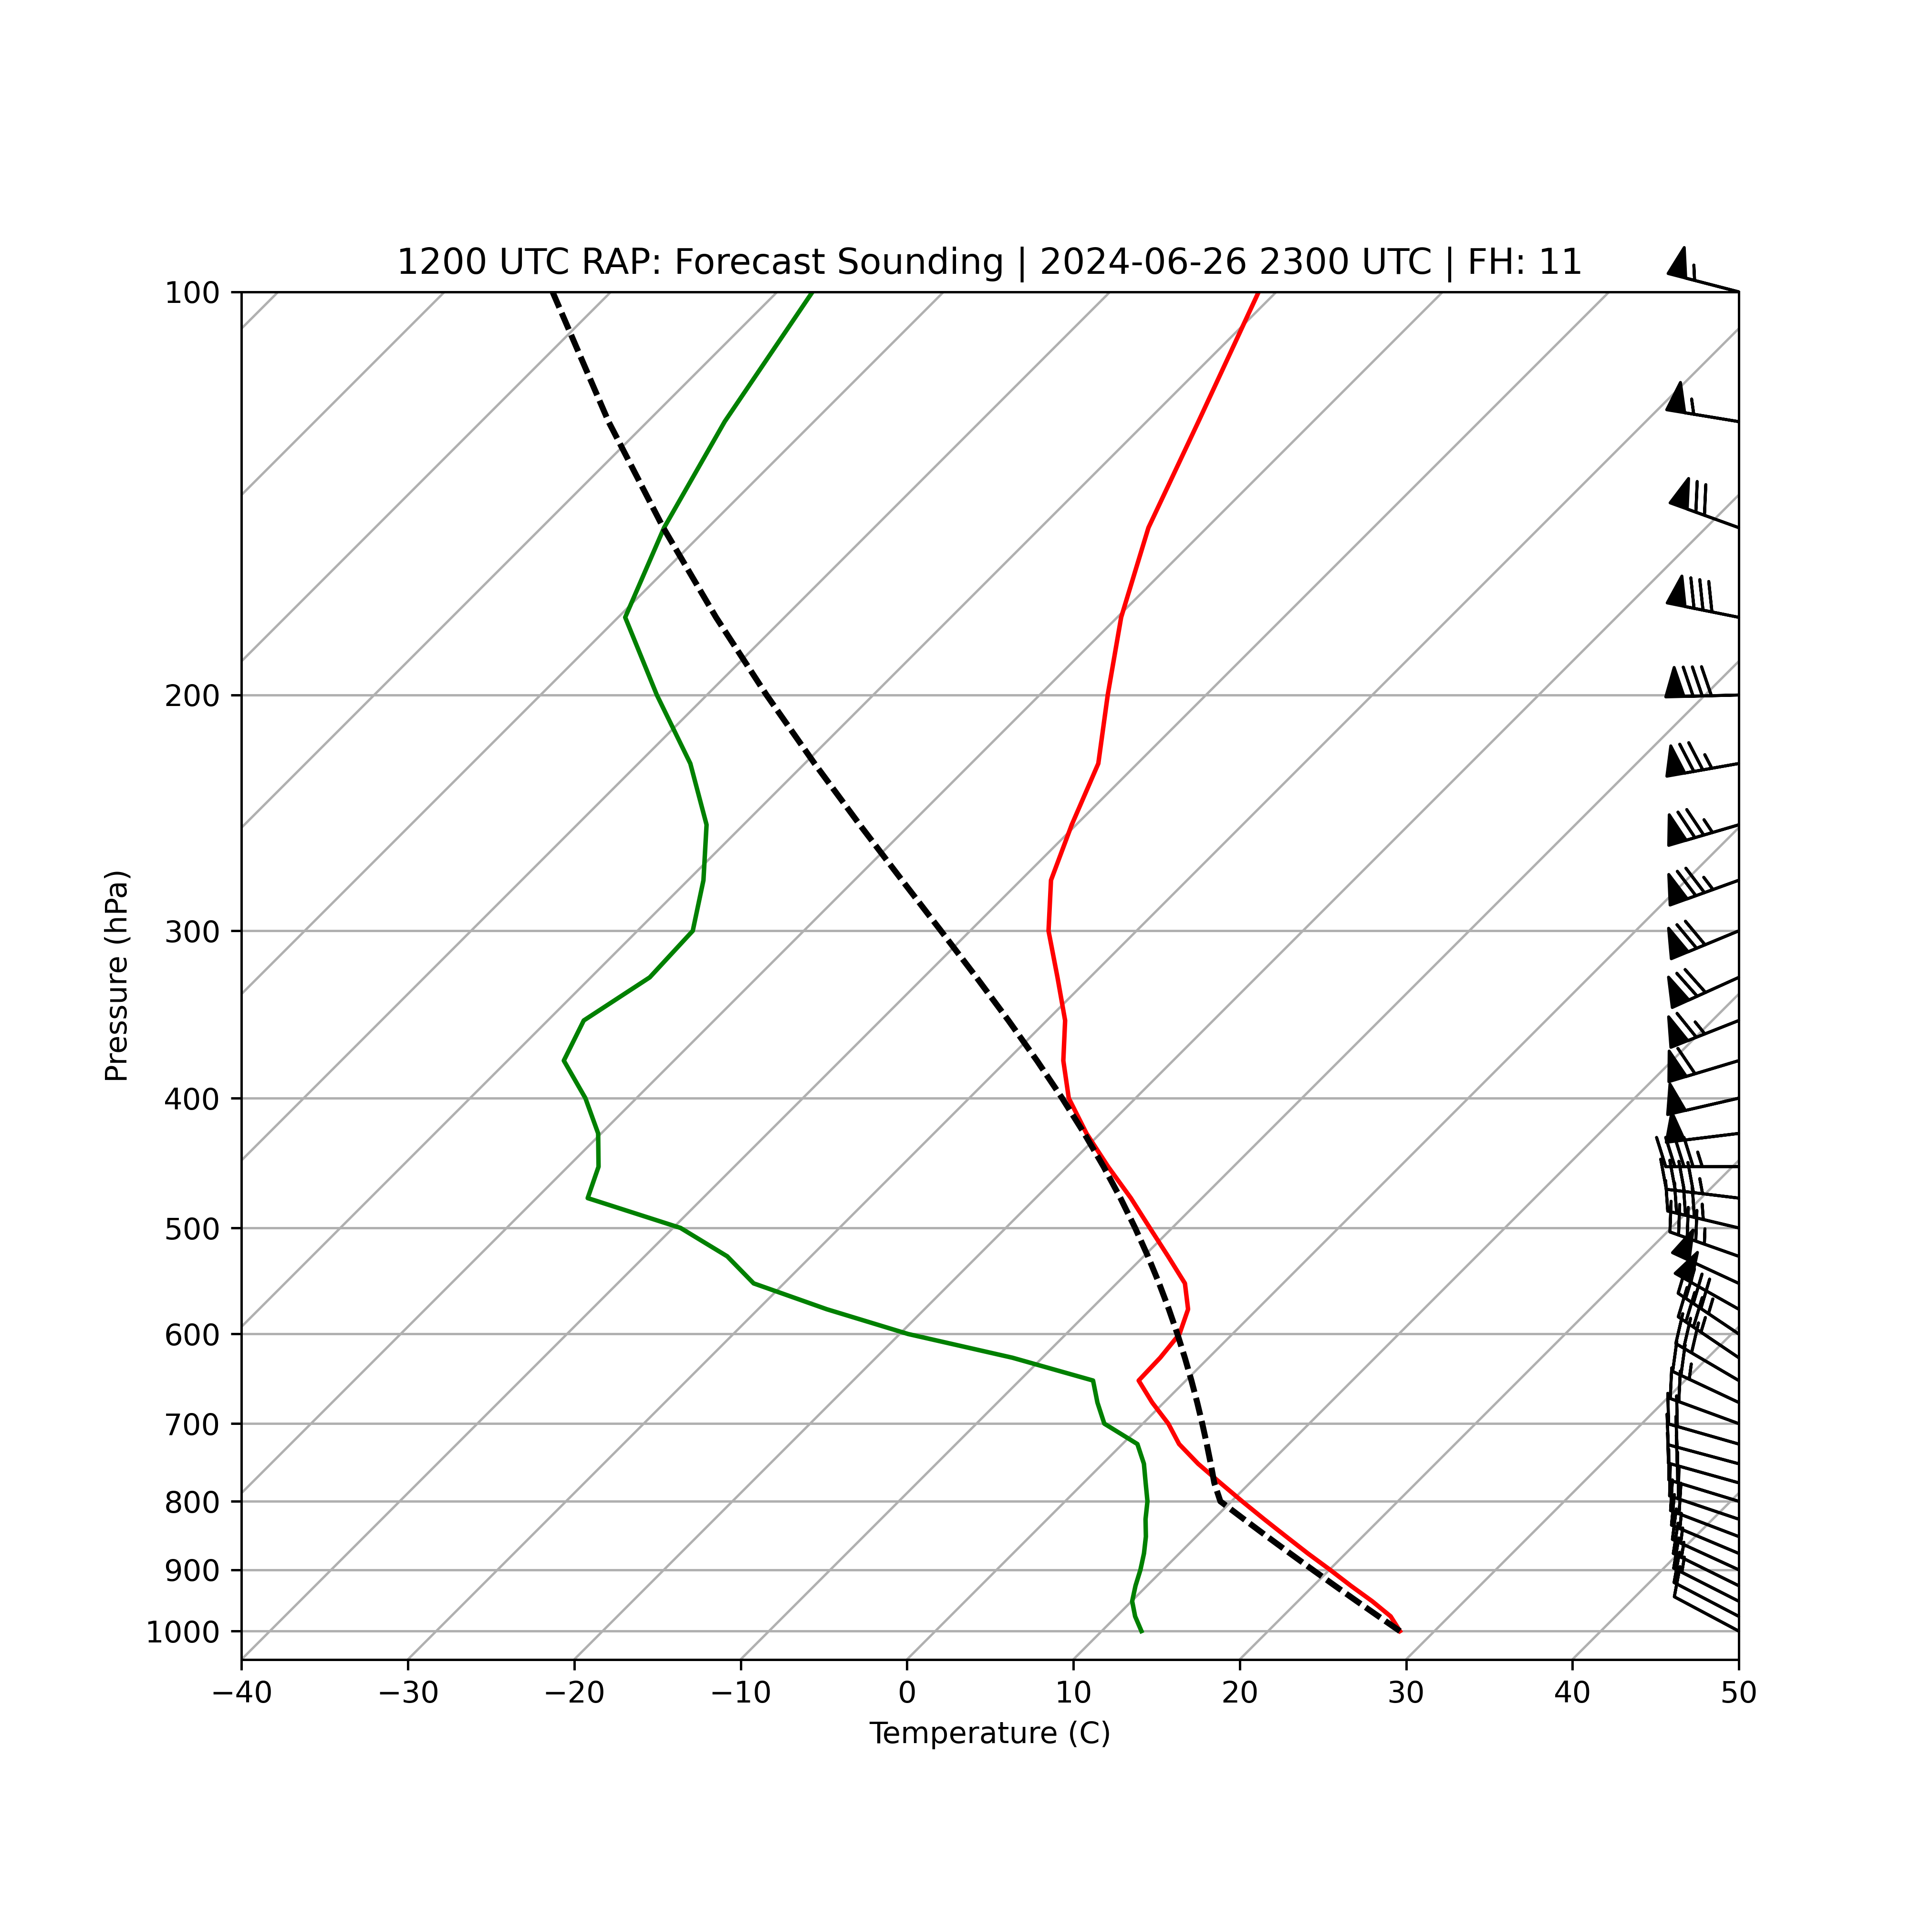 1200 UTC RAP: Forecast Sounding | 2024-06-26 2300 UTC | FH: 11
100
200
300
400
500
600
700
800
900
1000
Pressure (hPa)
−40 −30 −20 −10 0 10 20 30 40 50
Temperature (C)